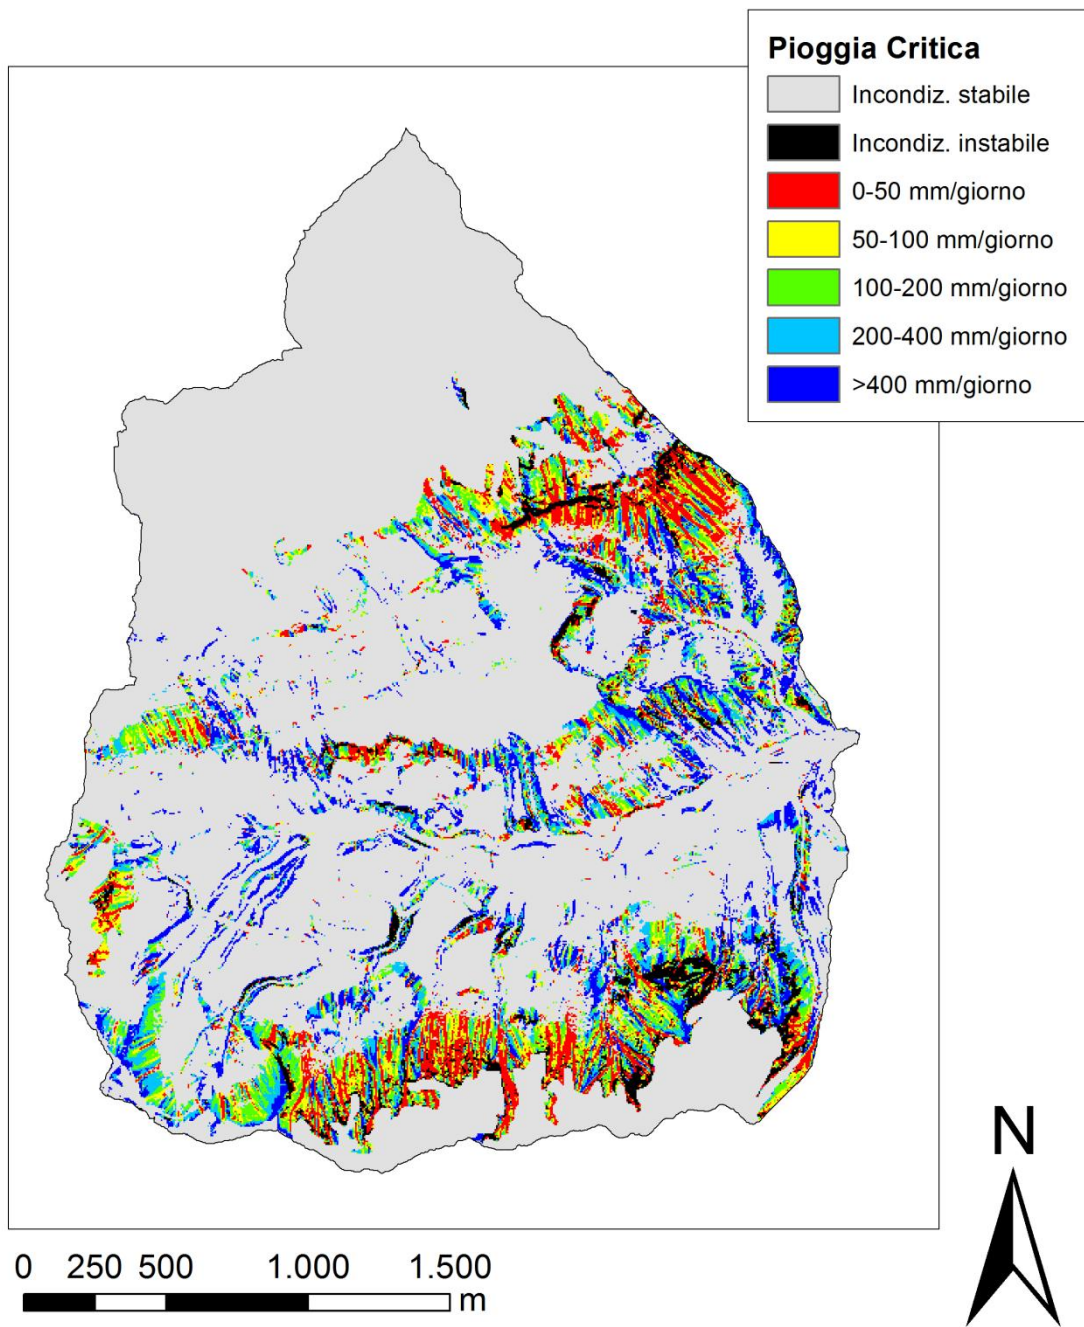 Pioggia Critica
Incondiz. stabile
Incondiz. instabile
0-50 mm/giorno
50-100 mm/giorno
100-200 mm/giorno
200-400 mm/giorno
>400 mm/giorno
N
0 250 500 1.000 1.500
m